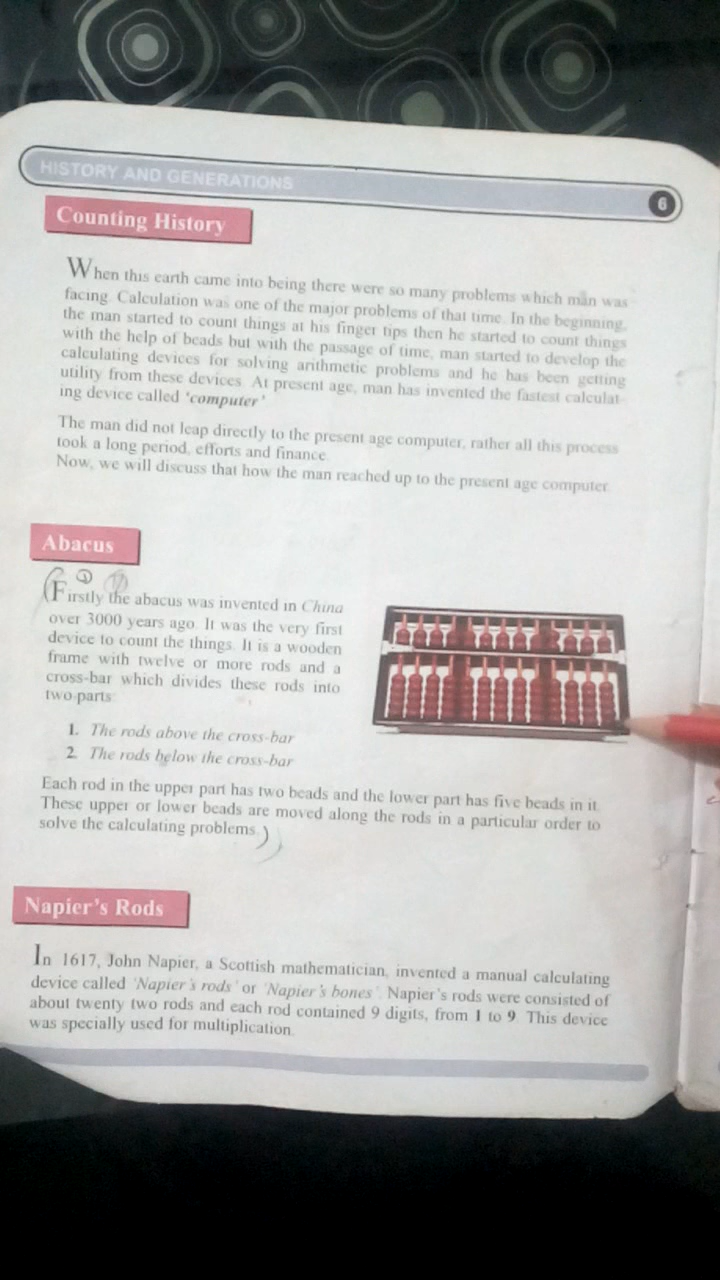 HISTORY AND GENERATIONS
6
Counting History
When this earth came into being there were so many problems which man was
facing. Calculation was one of the major problems of that time. In the beginning,
the man started to count things at his finger tips then he started to count things
with the help of beads but with the passage of time, man started to develop the
calculating devices for solving arithmetic problems and he has been getting
utility from these devices. At present age, man has invented the fastest calculat
ing device called 'computer'
The man did not leap directly to the present age computer, rather all this process
took a long period, efforts and finance.
Now, we will discuss that how the man reached up to the present age computer.
Abacus
Firstly the abacus was invented in China
over 3000 years ago. It was the very first
device to count the things. It is a wooden
frame with twelve or more rods and a
cross-bar which divides these rods into
two parts
1. The rods above the cross-bar
2. The rods below the cross-bar
Each rod in the upper part has two beads and the lower part has five beads in it.
These upper or lower beads are moved along the rods in a particular order to
solve the calculating problems.
Napier's Rods
In 1617, John Napier, a Scottish mathematician, invented a manual calculating
device called 'Napier's rods' or 'Napier's bones'. Napier's rods were consisted of
about twenty two rods and each rod contained 9 digits, from 1 to 9. This device
was specially used for multiplication.